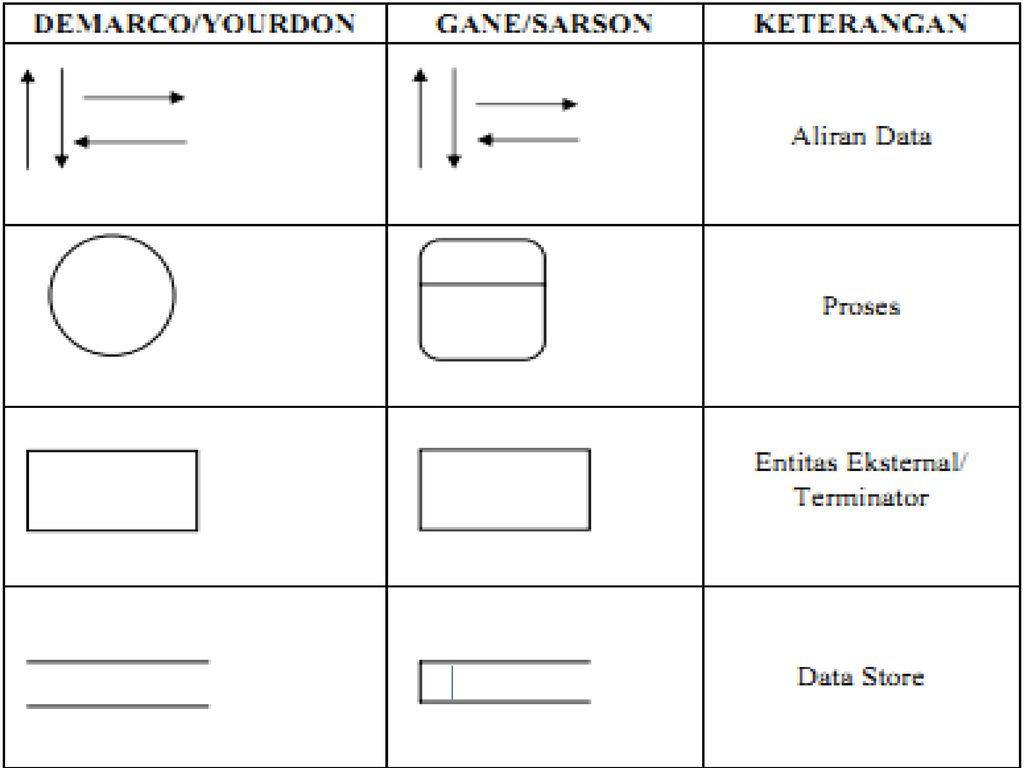 DEMARCO/YOURDON
GANE/SARSON
KETERANGAN
Aliran Data
Proses
Entitas Eksternal/
Terminator
Data Store